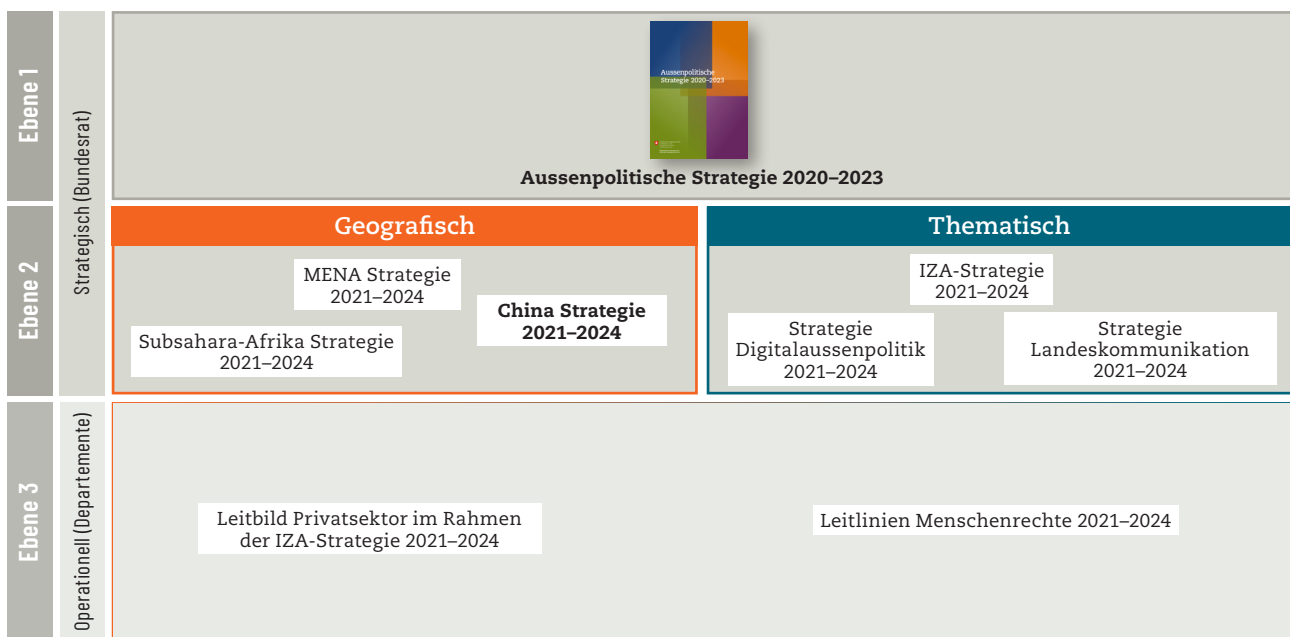 Ebene 1
Strategisch (Bundesrat)
Aussenpolitische
Strategie 2020–2023
Aussenpolitische Strategie 2020–2023
Ebene 2
Geografisch
MENA Strategie
2021–2024
China Strategie
2021–2024
Subsahara-Afrika Strategie
2021–2024
Thematisch
IZA-Strategie
2021–2024
Strategie
Digitalaussenpolitik
2021–2024
Strategie
Landeskommunikation
2021–2024
Ebene 3
Operationell (Departemente)
Leitbild Privatsektor im Rahmen
der IZA-Strategie 2021–2024
Leitlinien Menschenrechte 2021–2024